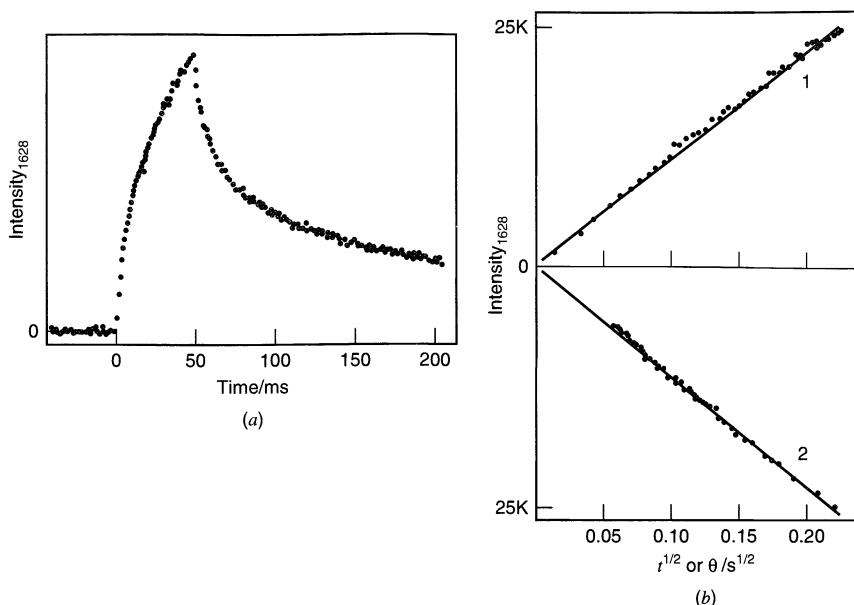 Intensity1628
0
0 50 100 150 200
Time/ms
(a)
25K
1
0
Intensity1628
2
25K
0.05 0.10 0.15 0.20
t1/2 or θ/s1/2
(b)